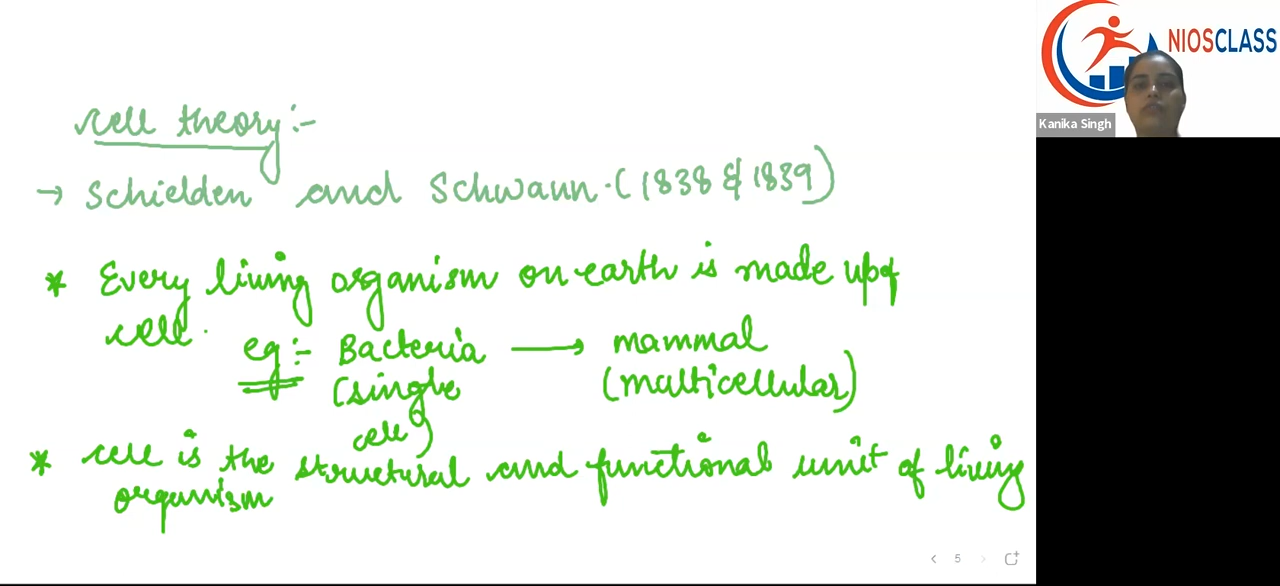 cell theory :-
→ Schielden and Schwann. (1838 & 1839)
* Every living organism on earth is made up of
cell.
eg :- Bacteria → mammal
(single (multicellular)
cell)
* cell is the structural and functional unit of living
organism
NIOSCLASS
Kanika Singh
5